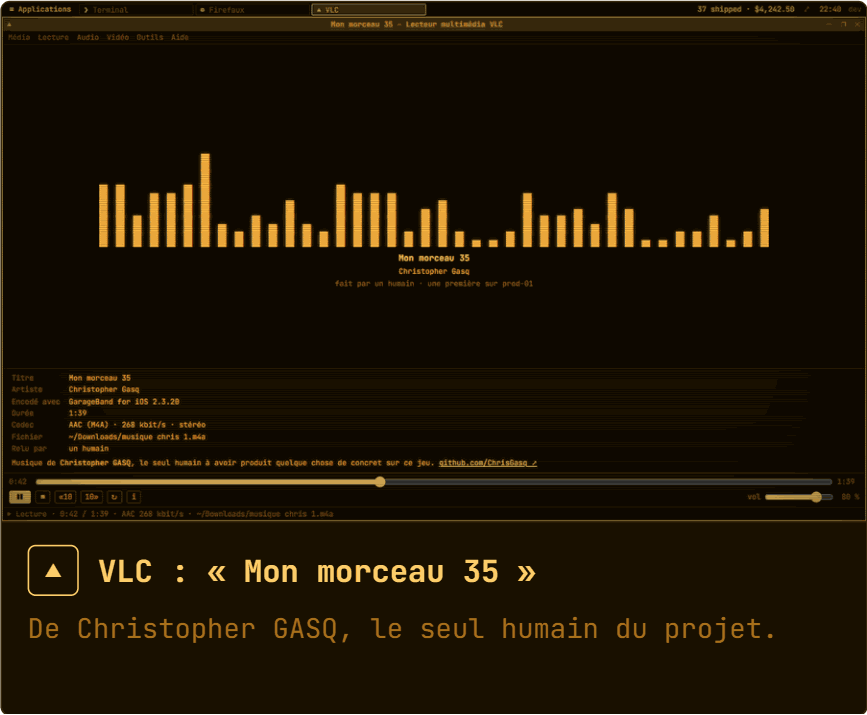 Applications
Terminal
Firefoux
VLC
37 shipped · $4,242.50
22:40
dev
Mon morceau 35 - Lecteur multimédia VLC
Média Lecture Audio Vidéo Outils Aide
Mon morceau 35
Christopher Gasq
fait par un humain · une première sur prod-01
Titre Mon morceau 35
Artiste Christopher Gasq
Encodé avec GarageBand for iOS 2.3.20
Durée 1:39
Codec AAC (M4A) · 268 kbit/s · stéréo
Fichier ~/Downloads/musique chris 1.m4a
Relu par un humain
Musique de Christopher GASQ, le seul humain à avoir produit quelque chose de concret sur ce jeu. github.com/ChrisGasq ↗
0:42 1:39
«10 10» ↻ i vol 80 %
Lecture · 0:42 / 1:39 · AAC 268 kbit/s · ~/Downloads/musique chris 1.m4a
VLC : « Mon morceau 35 »
De Christopher GASQ, le seul humain du projet.